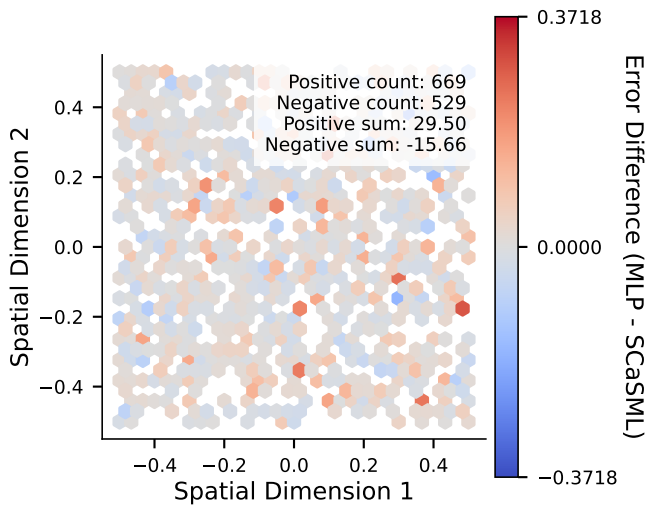 Positive count: 669
Negative count: 529
Positive sum: 29.50
Negative sum: -15.66
0.4
0.2
0.0
−0.2
−0.4
Spatial Dimension 2
−0.4
−0.2
0.0
0.2
0.4
Spatial Dimension 1
0.3718
0.0000
−0.3718
Error Difference (MLP - SCaSML)